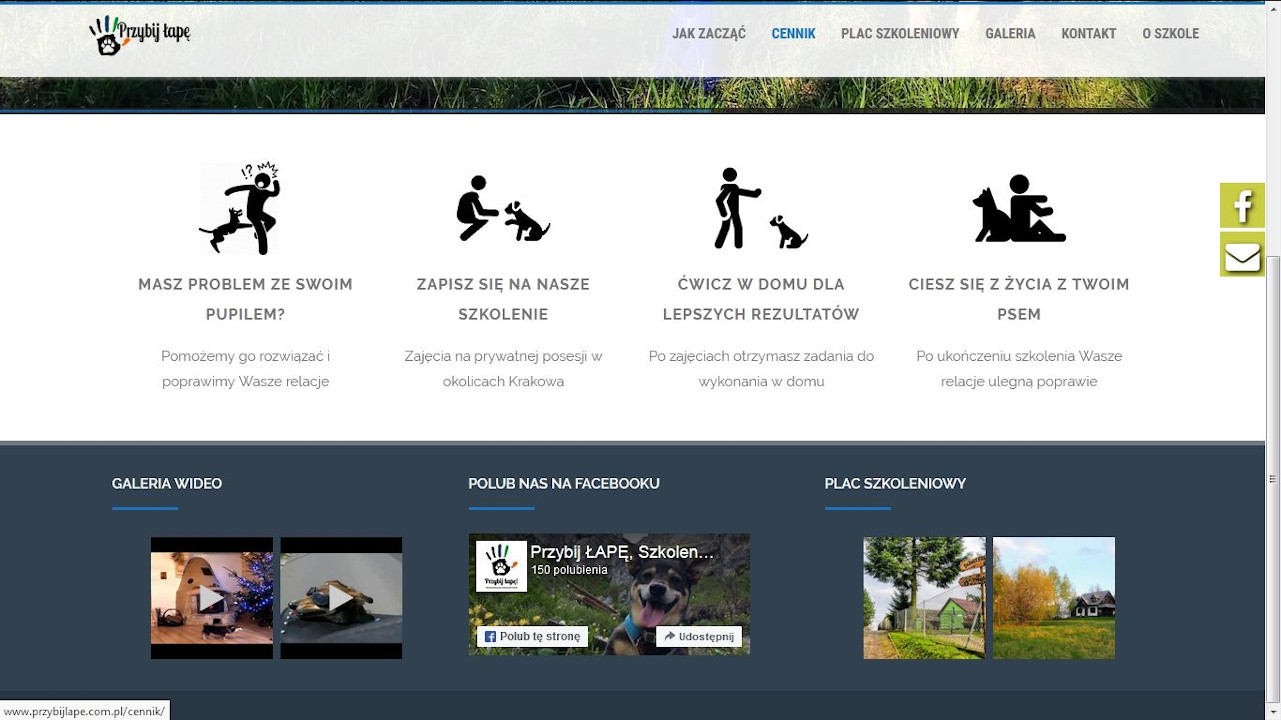 Przybij łapę
JAK ZACZĄĆ
CENNIK
PLAC SZKOLENIOWY
GALERIA
KONTAKT
O SZKOLE
!?
MASZ PROBLEM ZE SWOIM
PUPILEM?
Pomożemy go rozwiązać i
poprawimy Wasze relacje
ZAPISZ SIĘ NA NASZE
SZKOLENIE
Zajęcia na prywatnej posesji w
okolicach Krakowa
ĆWICZ W DOMU DLA
LEPSZYCH REZULTATÓW
Po zajęciach otrzymasz zadania do
wykonania w domu
CIESZ SIĘ Z ŻYCIA Z TWOIM
PSEM
Po ukończeniu szkolenia Wasze
relacje ulegną poprawie
GALERIA WIDEO
POLUB NAS NA FACEBOOKU
Przybij łapę!
Przybij ŁAPĘ, Szkolen...
150 polubienia
Polub tę stronę
Udostępnij
PLAC SZKOLENIOWY
www.przybijlape.com.pl/cennik/